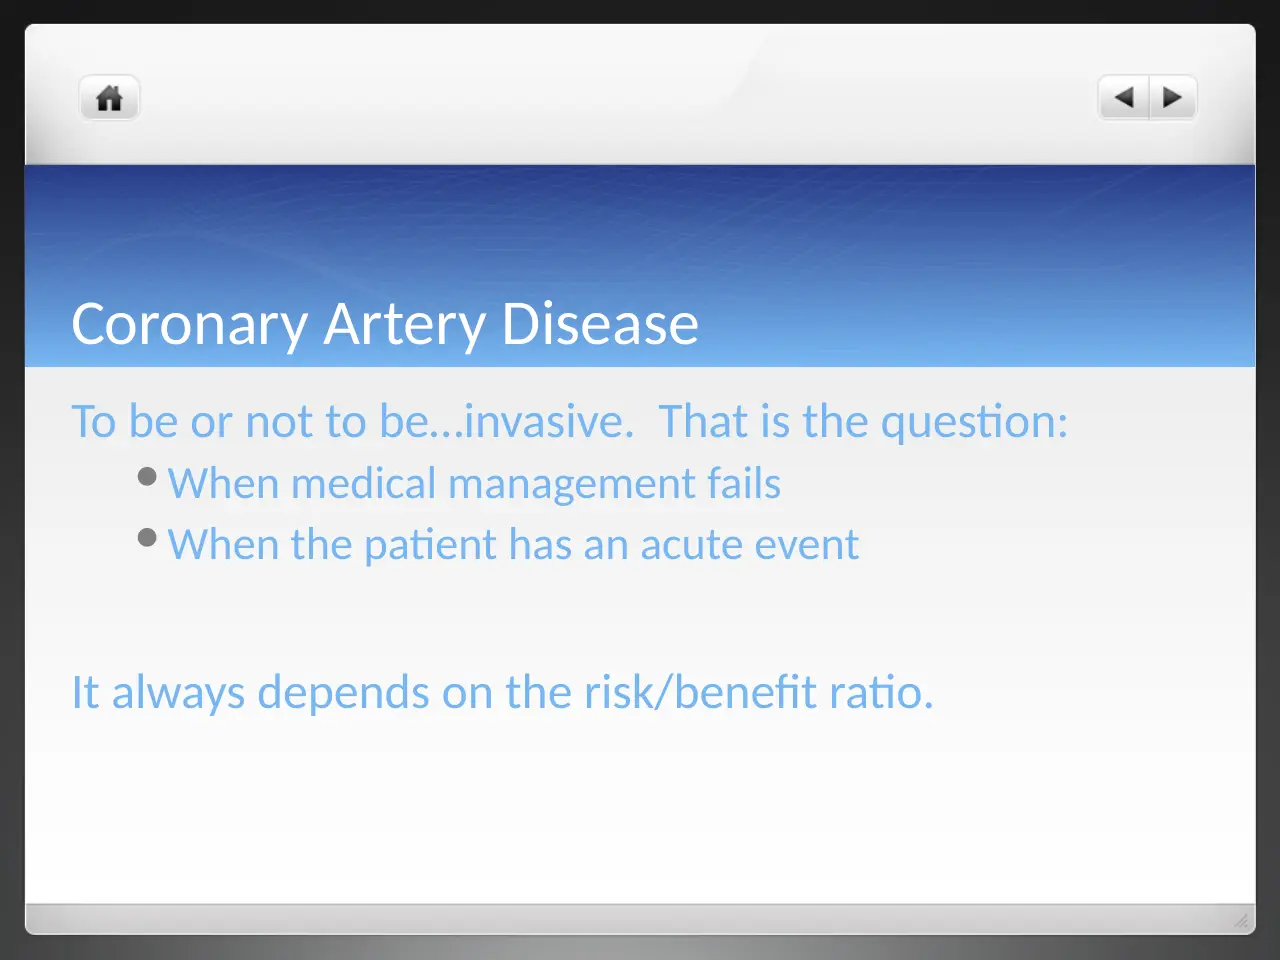 Coronary Artery Disease
To be or not to be...invasive.  That is the question:
When medical management fails
When the patient has an acute event
It always depends on the risk/benefit ratio.